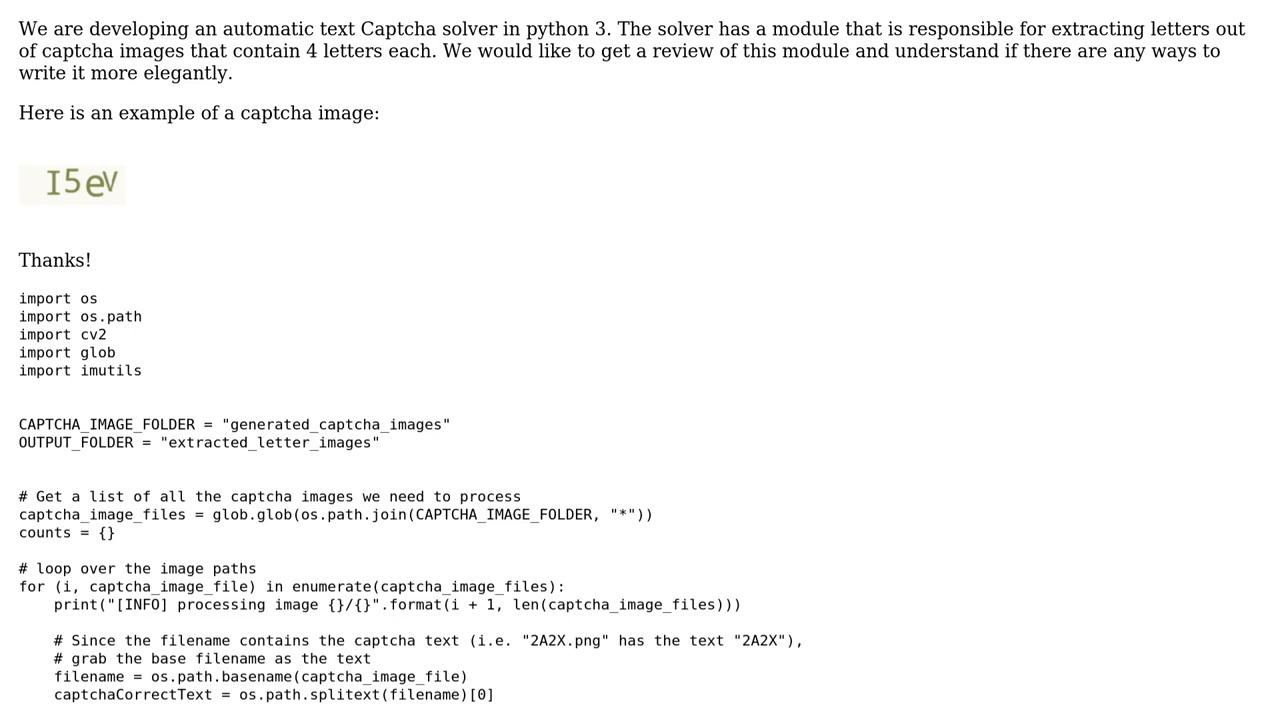 We are developing an automatic text Captcha solver in python 3. The solver has a module that is responsible for extracting letters out
of captcha images that contain 4 letters each. We would like to get a review of this module and understand if there are any ways to
write it more elegantly.
Here is an example of a captcha image:
I5eV
Thanks!
import os
import os.path
import cv2
import glob
import imutils
CAPTCHA_IMAGE_FOLDER = "generated_captcha_images"
OUTPUT_FOLDER = "extracted_letter_images"
# Get a list of all the captcha images we need to process
captcha_image_files = glob.glob(os.path.join(CAPTCHA_IMAGE_FOLDER, "*"))
counts = {}
# loop over the image paths
for (i, captcha_image_file) in enumerate(captcha_image_files):
    print("[INFO] processing image {}/{}".format(i + 1, len(captcha_image_files)))
    # Since the filename contains the captcha text (i.e. "2A2X.png" has the text "2A2X"),
    # grab the base filename as the text
    filename = os.path.basename(captcha_image_file)
    captchaCorrectText = os.path.splitext(filename)[0]